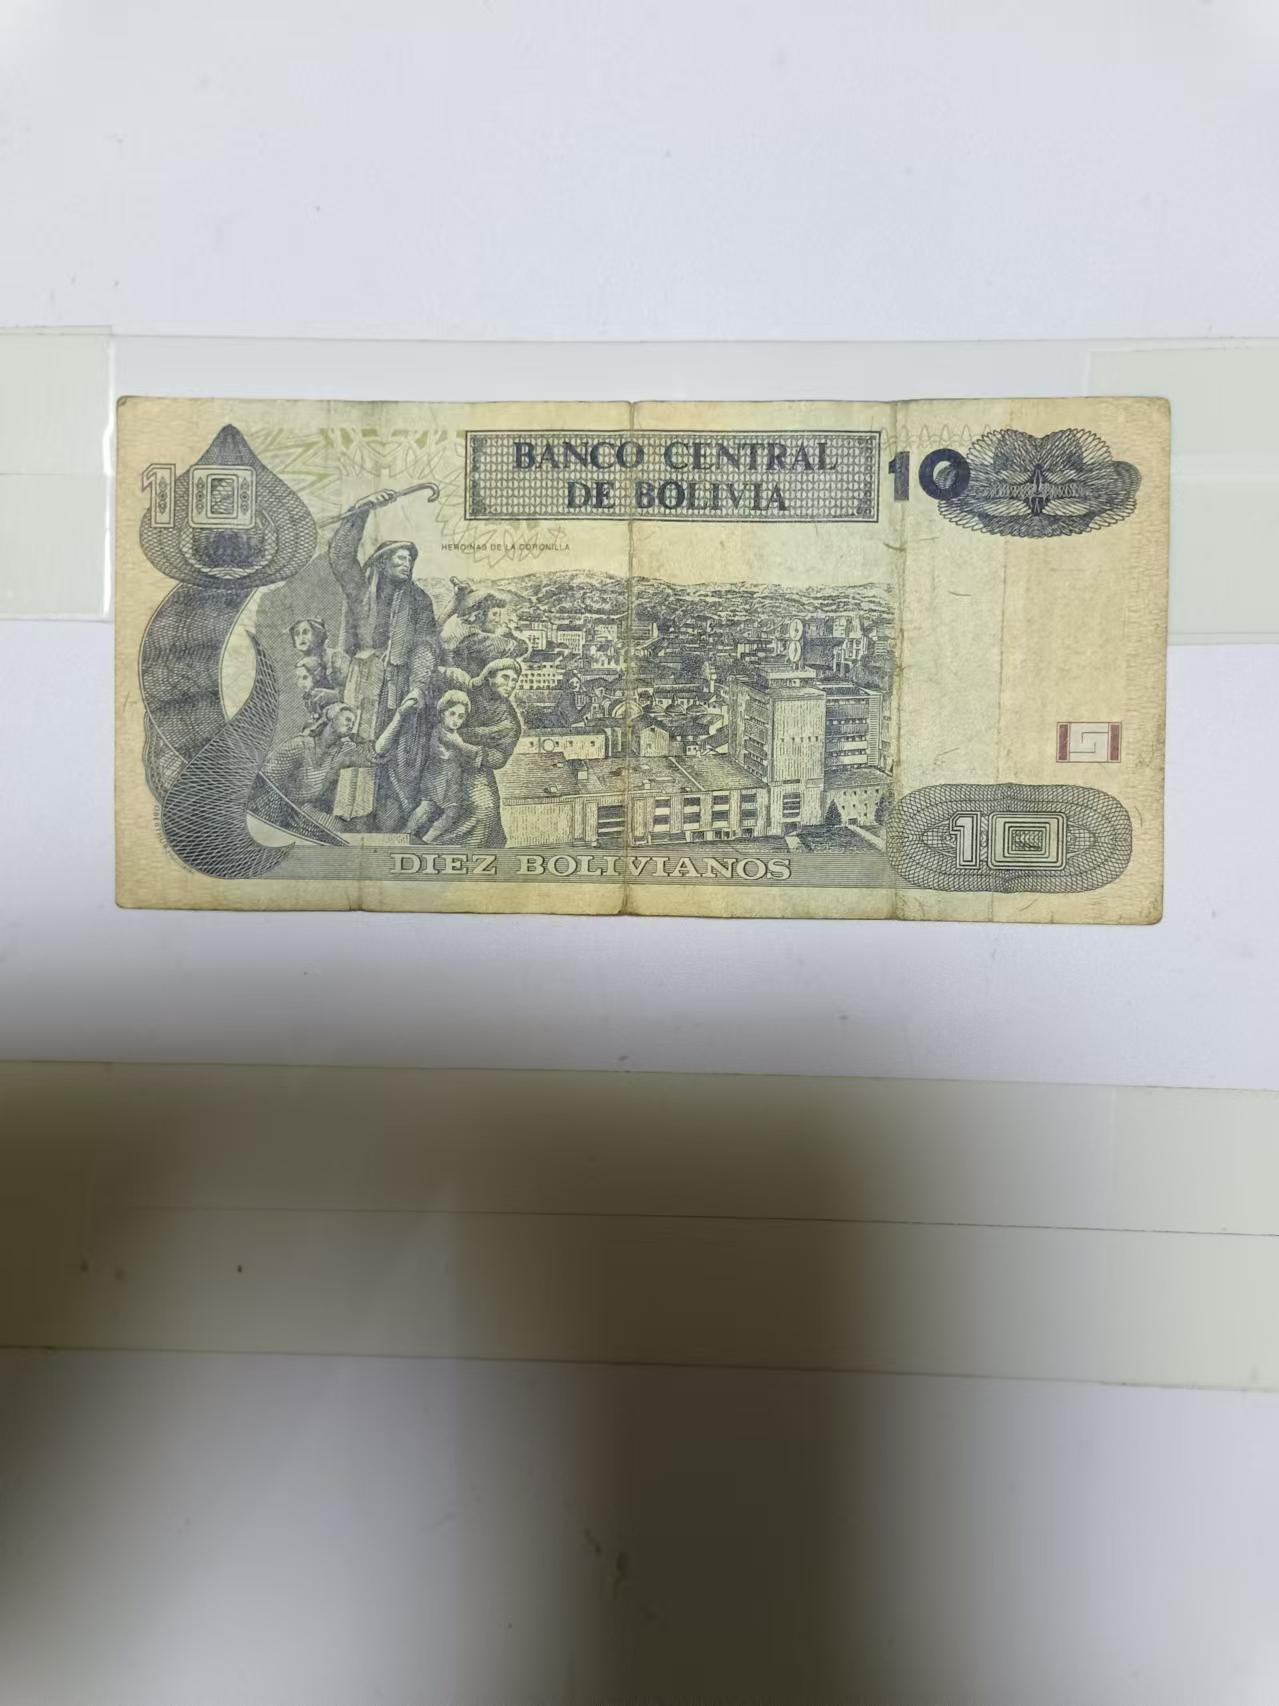 10
BANCO CENTRAL
DE BOLIVIA
10
HEROINAS DE LA CORONILLA
DIEZ BOLIVIANOS
10